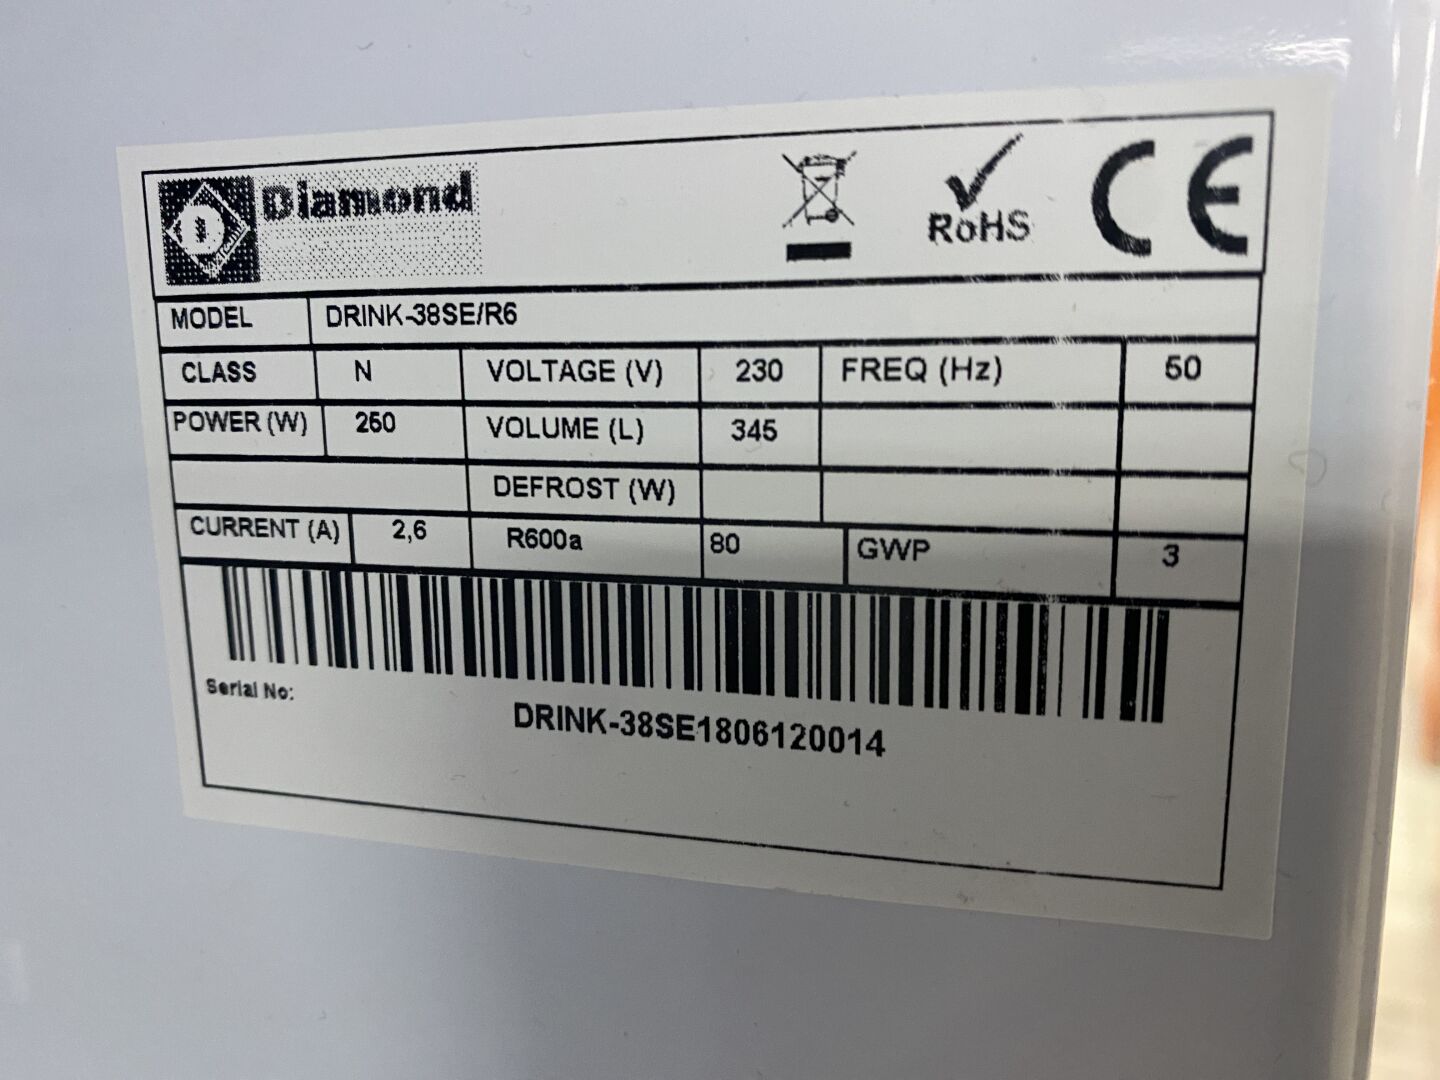 Diamond
RoHS
CE
MODEL DRINK-38SE/R6
CLASS N VOLTAGE (V) 230 FREQ (Hz) 50
POWER (W) 260 VOLUME (L) 345
DEFROST (W)
CURRENT (A) 2,6 R600a 80 GWP 3
Serial No:
DRINK-38SE1806120014